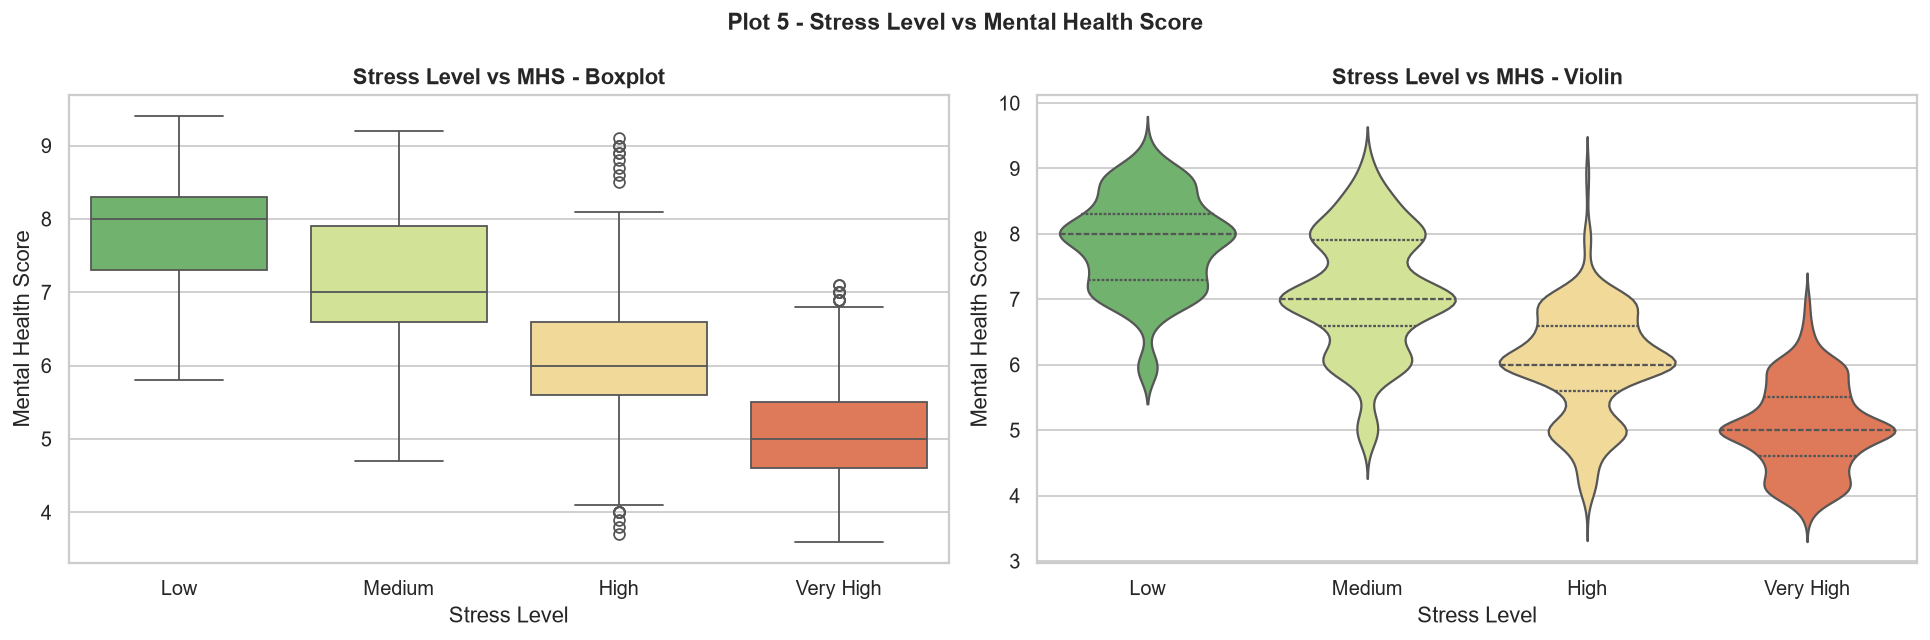 Plot 5 - Stress Level vs Mental Health Score
Stress Level vs MHS - Boxplot
Mental Health Score
9
8
7
6
5
4
Low Medium High Very High
Stress Level
Stress Level vs MHS - Violin
Mental Health Score
10
9
8
7
6
5
4
3
Low Medium High Very High
Stress Level